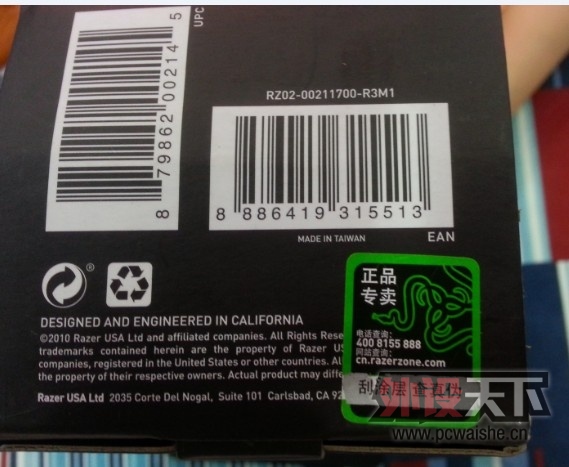 UPC
8 79862 00214 5
RZ02-00211700-R3M1
8 886419 315513
MADE IN TAIWAN
EAN
®
DESIGNED AND ENGINEERED IN CALIFORNIA
©2010 Razer USA Ltd and affiliated companies. All Rights
trademarks contained herein are the property of Razer
companies, registered in the United States or other countries.
the property of their respective owners. Actual product may
Razer USA Ltd 2035 Corte Del Nogal, Suite 101 Carlsbad, CA
正品
专卖
电话查询:
400 8155 888
网站查询:
cn.razerzone.com
刮涂层 查真伪
外设天下
www.pcwaishe.cn